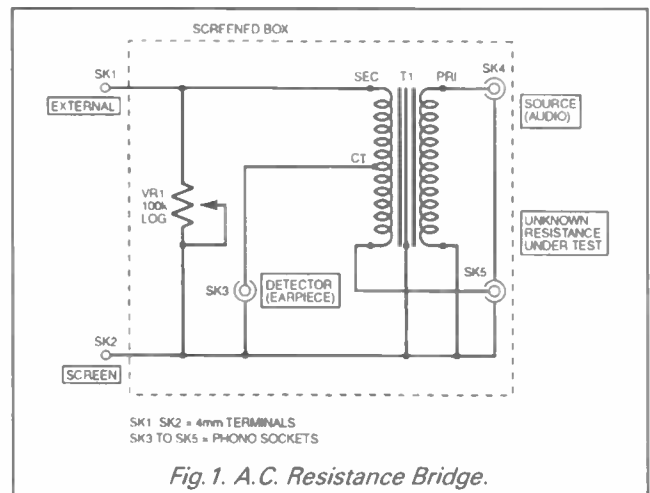 SCREENED BOX
SK1
EXTERNAL
SEC T1 PRI
SK4
SOURCE
(AUDIO)
CT
VR1
100k
LOG
UNKNOWN
RESISTANCE
UNDER TEST
SK3
DETECTOR
(EARPIECE)
SK5
SK2
SCREEN
SK1 SK2 = 4mm TERMINALS
SK3 TO SK5 = PHONO SOCKETS
Fig.1. A.C. Resistance Bridge.